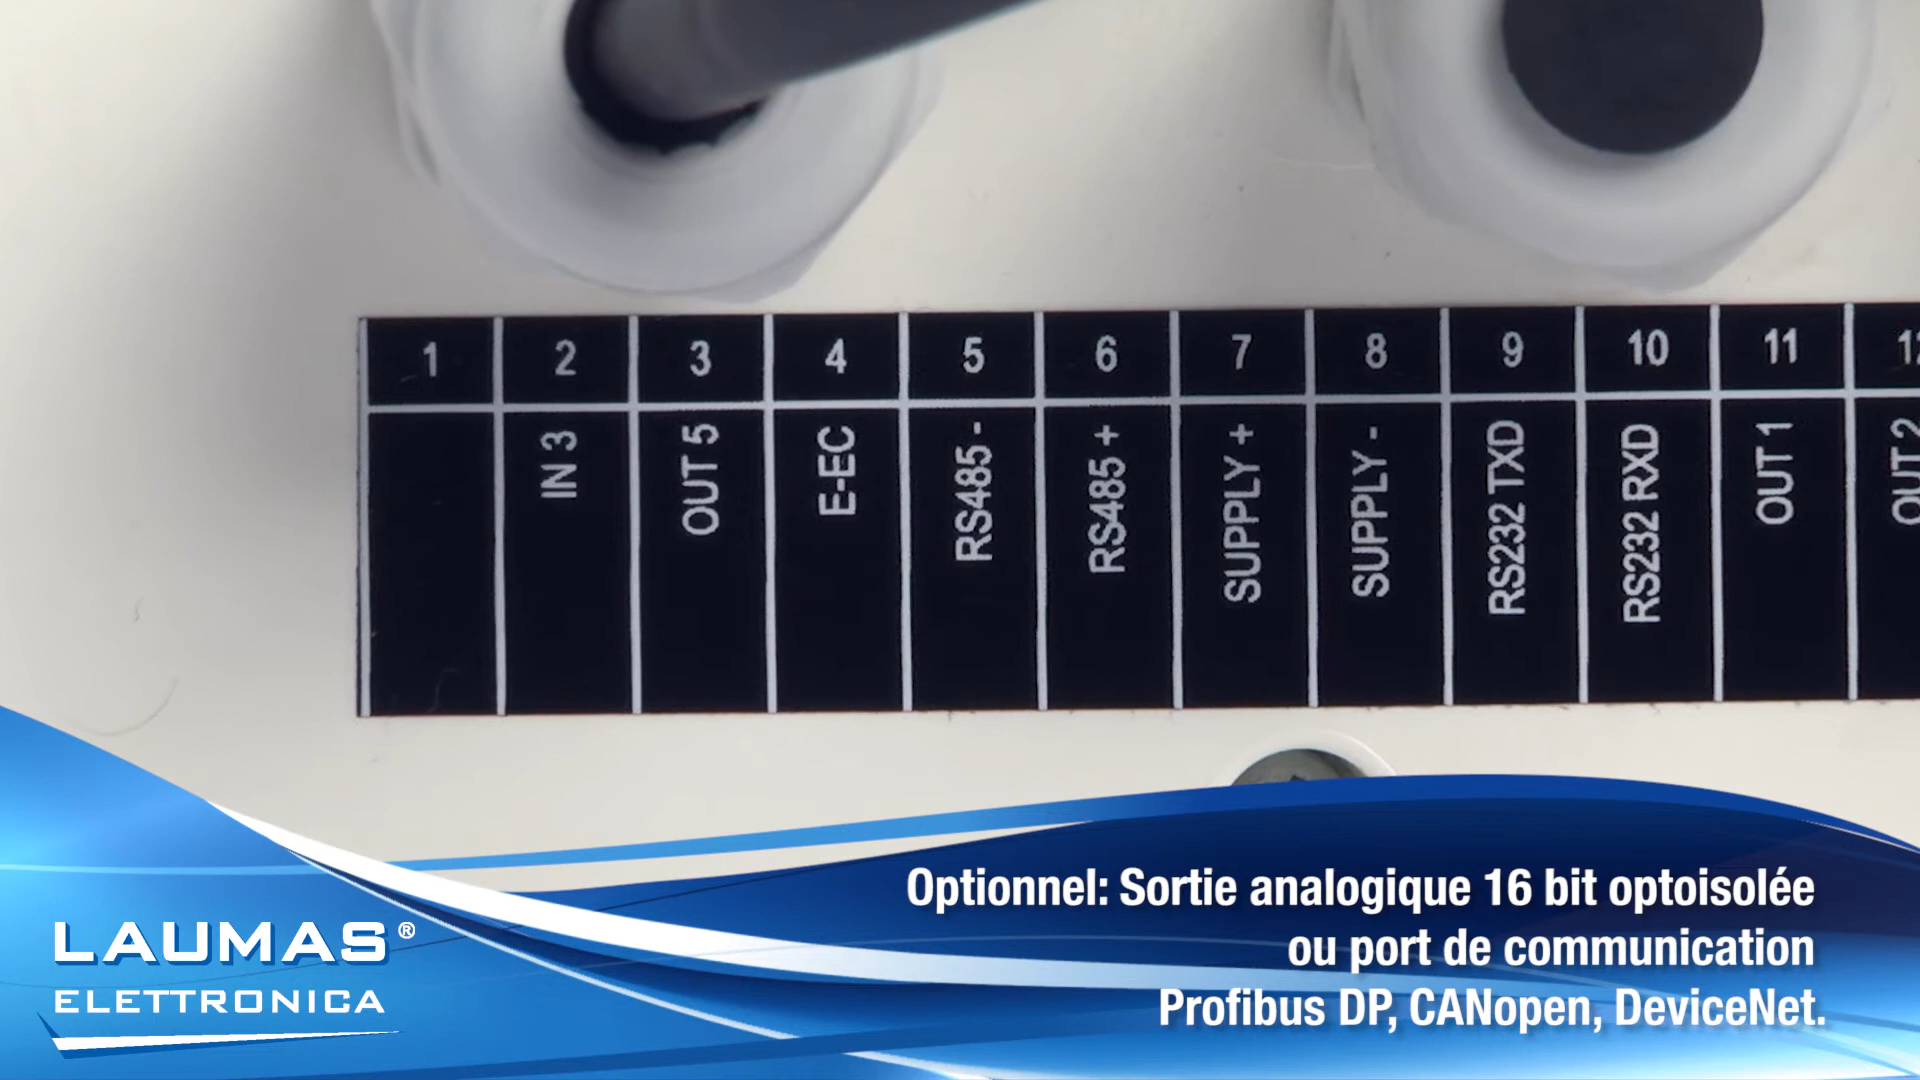 1 2 3 4 5 6 7 8 9 10 11
IN 3
OUT 5
E-EC
RS485 -
RS485 +
SUPPLY +
SUPPLY -
RS232 TXD
RS232 RXD
OUT 1
OUT 2
Optionnel: Sortie analogique 16 bit optoisolée
ou port de communication
Profibus DP, CANopen, DeviceNet.
LAUMAS®
ELETTRONICA